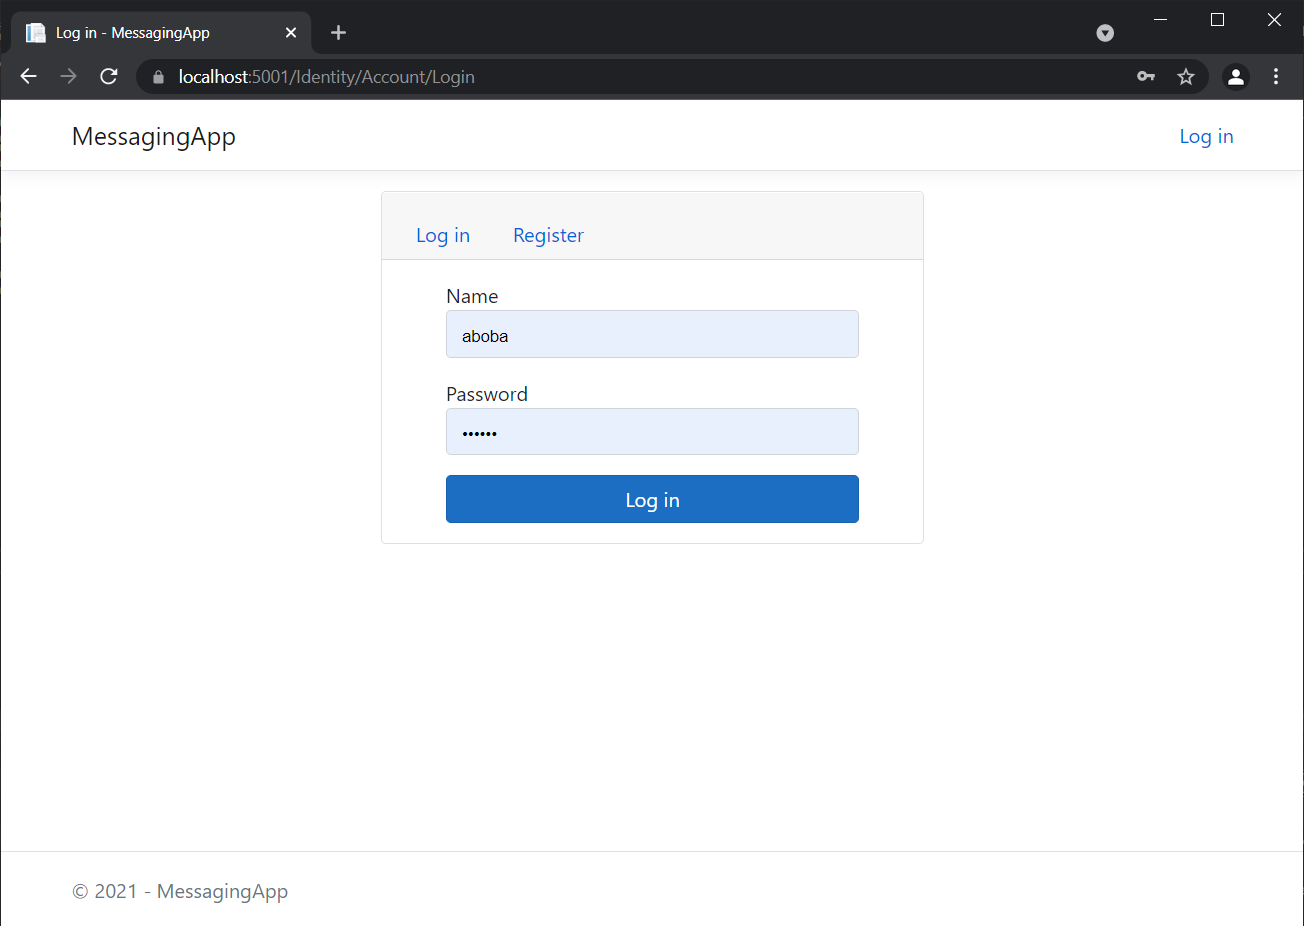 Log in - MessagingApp
localhost:5001/Identity/Account/Login
MessagingApp
Log in
Log in
Register
Name
aboba
Password
••••••
Log in
© 2021 - MessagingApp